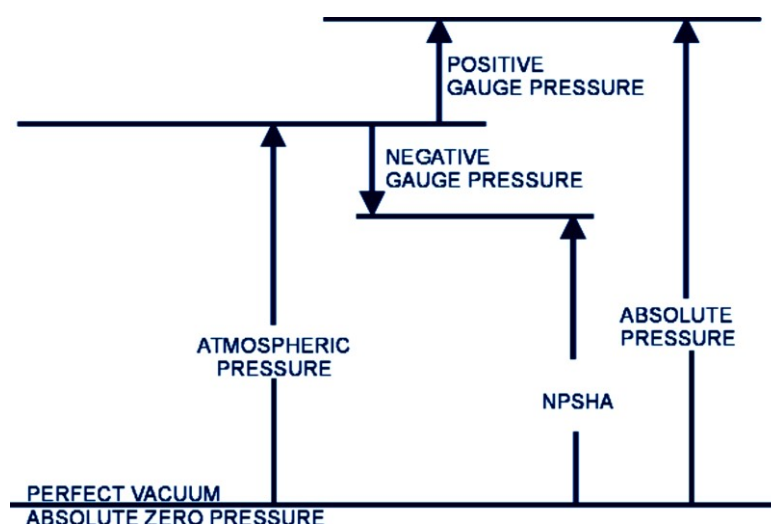 POSITIVE
GAUGE PRESSURE
NEGATIVE
GAUGE PRESSURE
ATMOSPHERIC
PRESSURE
ABSOLUTE
PRESSURE
NPSHA
PERFECT VACUUM
ABSOLUTE ZERO PRESSURE